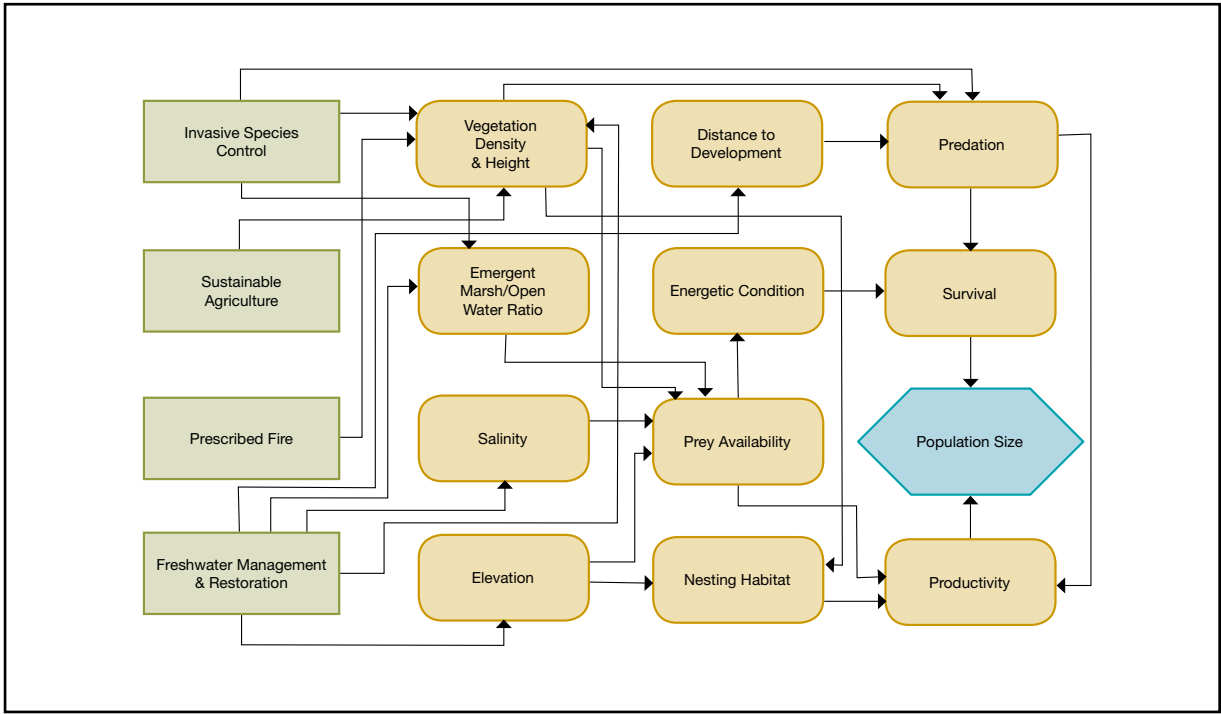 Invasive Species
Control
Vegetation
Density
& Height
Distance to
Development
Predation
Sustainable
Agriculture
Emergent
Marsh/Open
Water Ratio
Energetic Condition
Survival
Prescribed Fire
Salinity
Prey Availability
Population Size
Freshwater Management
& Restoration
Elevation
Nesting Habitat
Productivity